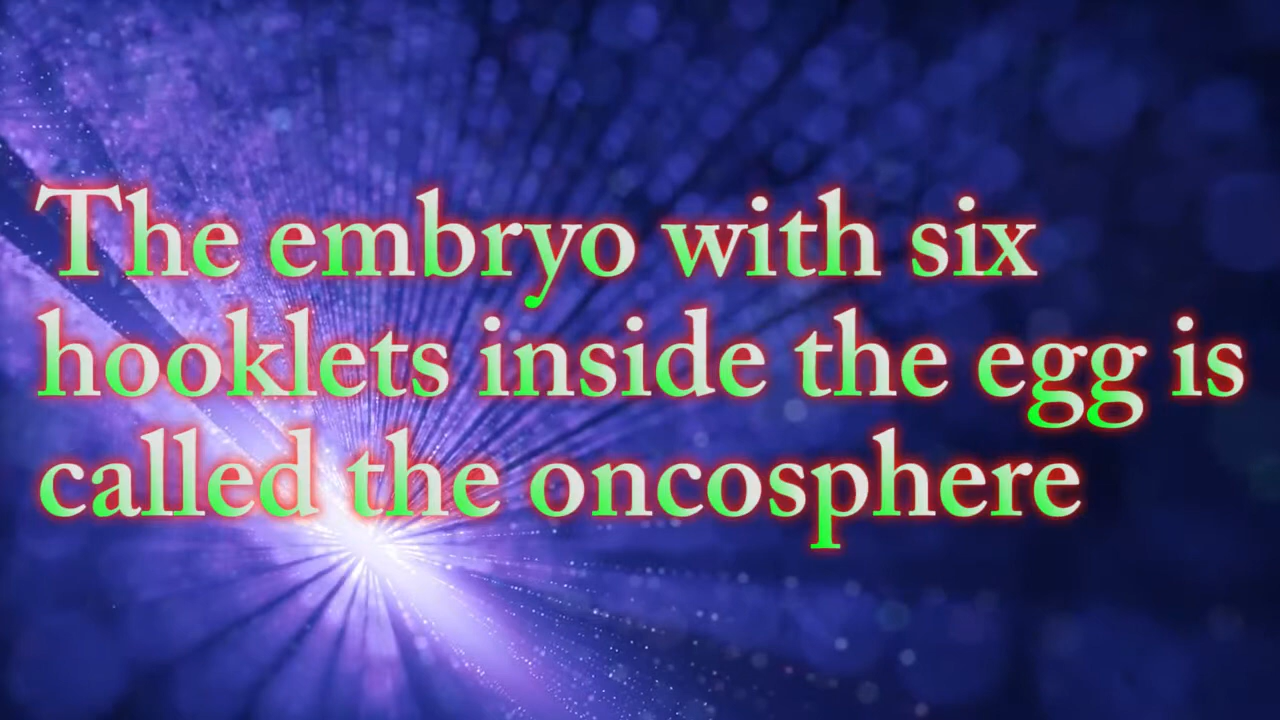 The embryo with six
hooklets inside the egg is
called the oncosphere